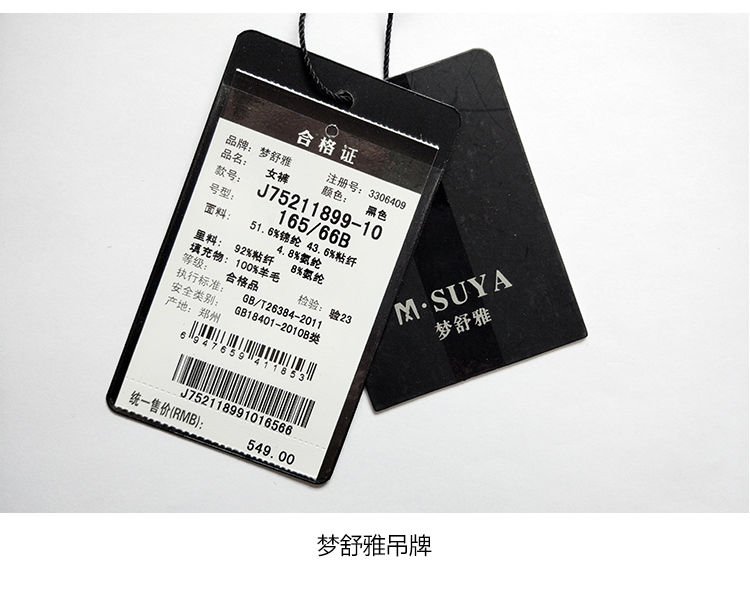 合格证
品牌: 梦舒雅
品名: 女裤 注册号: 3306409
款号: J75211899-10 颜色: 黑色
号型: 165/66B
面料: 51.6%锦纶 43.6%粘纤
4.8%氨纶
里料: 92%粘纤 8%氨纶
填充物: 100%羊毛
等级: 合格品 检验: 验23
执行标准: GB/T26384-2011
安全类别: GB18401-2010B类
产地: 郑州
6947659411853
J752118991016566
统一售价(RMB):
549.00
M·SUYA
梦舒雅
梦舒雅吊牌